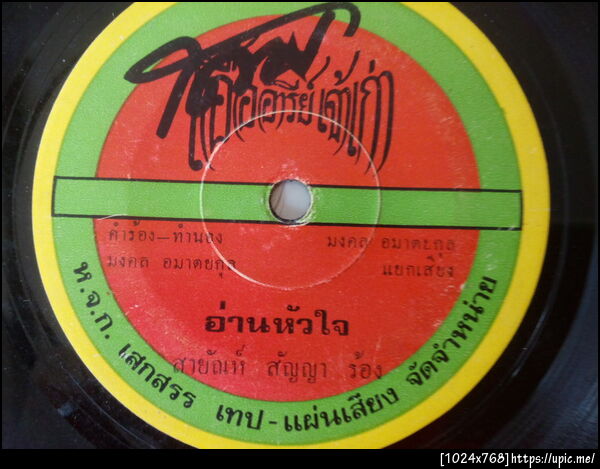 คำร้อง-ทำนอง
มงคล อมาตยกุล
มงคล อมาตยกุล
แยกเสียง
อ่านหัวใจ
สายัณห์ สัญญา ร้อง
ห.จ.ก. เสกสรร เทป-แผ่นเสียง จัดจำหน่าย
[1024x768]https://upic.me/